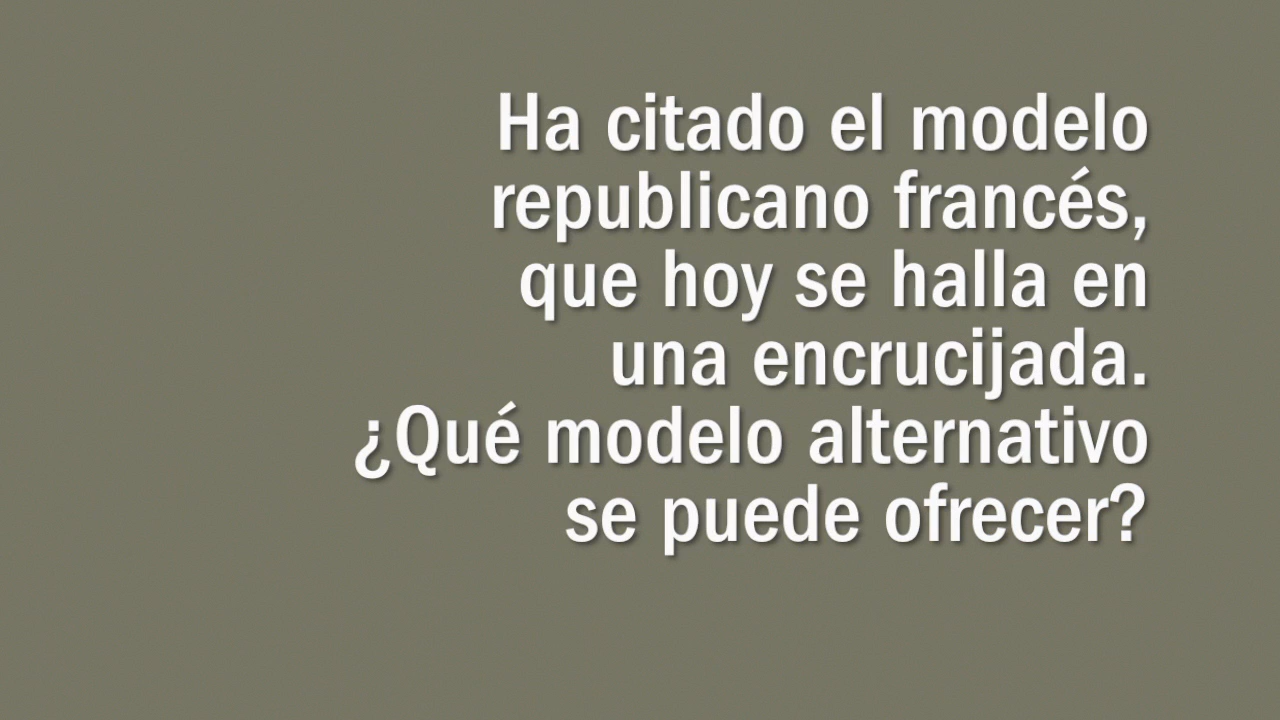 Ha citado el modelo
republicano francés,
que hoy se halla en
una encrucijada.
¿Qué modelo alternativo
se puede ofrecer?